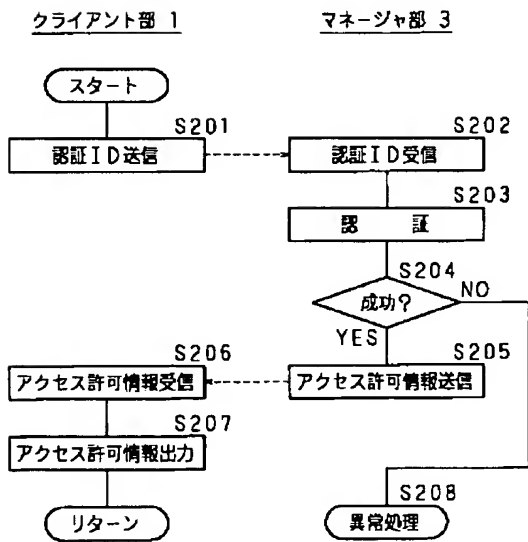 クライアント部 1
マネージャ部 3
スタート
S201
認証ID送信
S202
認証ID受信
S203
認 証
S204
成功?
NO
YES
S205
アクセス許可情報送信
S206
アクセス許可情報受信
S207
アクセス許可情報出力
リターン
S208
異常処理